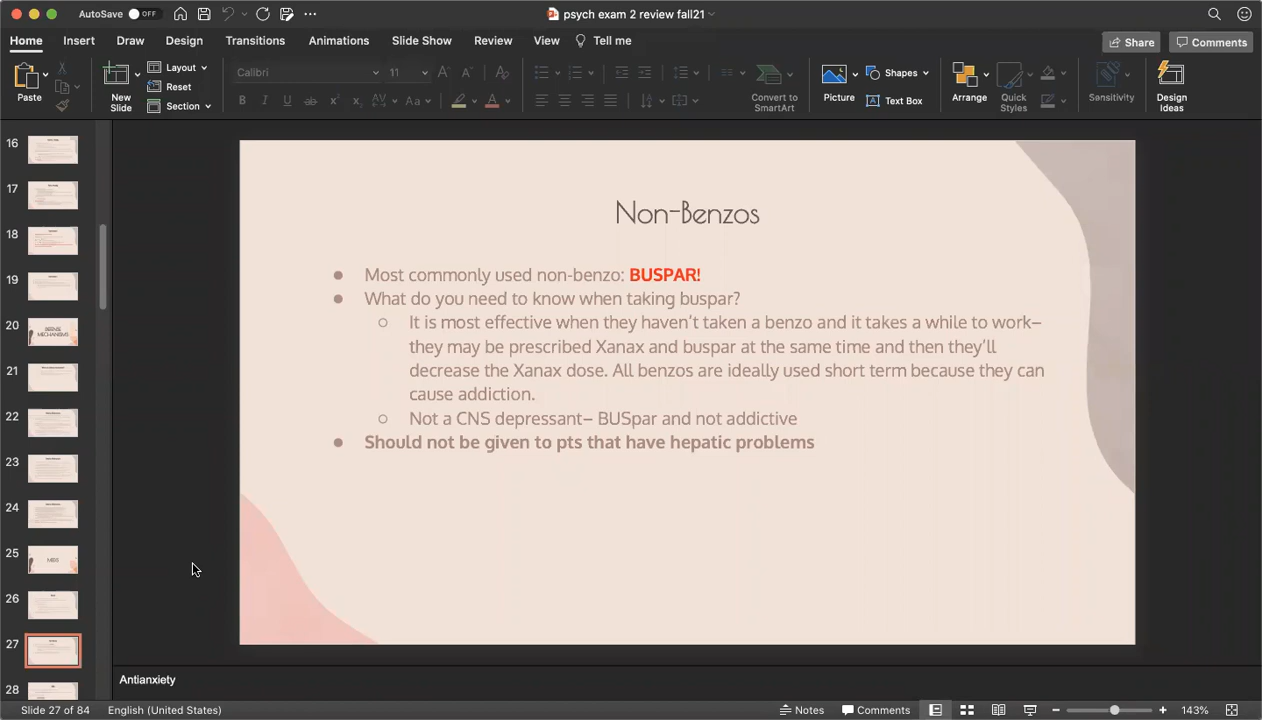 AutoSave OFF
psych exam 2 review fall21
Home Insert Draw Design Transitions Animations Slide Show Review View Tell me Share Comments
Paste
New Slide
Layout
Reset
Section
Calibri 11
Convert to SmartArt
Picture
Shapes
Text Box
Arrange
Quick Styles
Sensitivity
Design Ideas
16
17
18
19
20
DEFENSE MECHANISMS
21
22
23
24
25
MEDS
26
27
28
Non-Benzos
● Most commonly used non-benzo: BUSPAR!
● What do you need to know when taking buspar?
○ It is most effective when they haven't taken a benzo and it takes a while to work–
they may be prescribed Xanax and buspar at the same time and then they'll
decrease the Xanax dose. All benzos are ideally used short term because they can
cause addiction.
○ Not a CNS depressant– BUSpar and not addictive
● Should not be given to pts that have hepatic problems
Antianxiety
Slide 27 of 84 English (United States) Notes Comments 143%